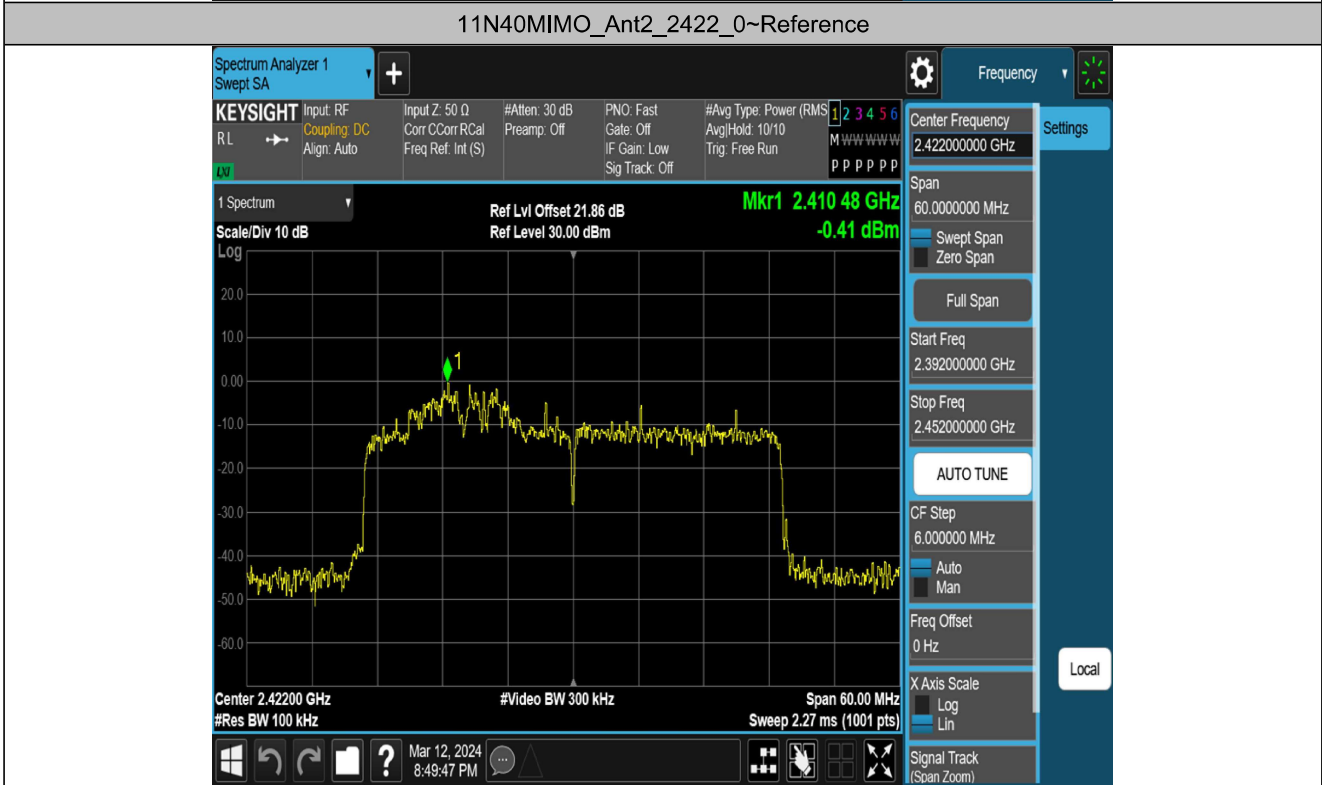 11N40MIMO_Ant2_2422_0~Reference
Spectrum Analyzer 1
Swept SA
Frequency
KEYSIGHT
RL
LXI
Input: RF
Coupling: DC
Align: Auto
Input Z: 50 Ω
Corr CCorr RCal
Freq Ref: Int (S)
#Atten: 30 dB
Preamp: Off
PNO: Fast
Gate: Off
IF Gain: Low
Sig Track: Off
#Avg Type: Power (RMS
Avg|Hold: 10/10
Trig: Free Run
1 2 3 4 5 6
M W W W W W
P P P P P P
Center Frequency
2.422000000 GHz
Settings
1 Spectrum
Scale/Div 10 dB
Log
Ref Lvl Offset 21.86 dB
Ref Level 30.00 dBm
Mkr1 2.410 48 GHz
-0.41 dBm
20.0
10.0
0.00
-10.0
-20.0
-30.0
-40.0
-50.0
-60.0
1
Span
60.0000000 MHz
Swept Span
Zero Span
Full Span
Start Freq
2.392000000 GHz
Stop Freq
2.452000000 GHz
AUTO TUNE
CF Step
6.000000 MHz
Auto
Man
Freq Offset
0 Hz
X Axis Scale
Log
Lin
Signal Track
(Span Zoom)
Local
Center 2.42200 GHz
#Video BW 300 kHz
Span 60.00 MHz
#Res BW 100 kHz
Sweep 2.27 ms (1001 pts)
?
Mar 12, 2024
8:49:47 PM